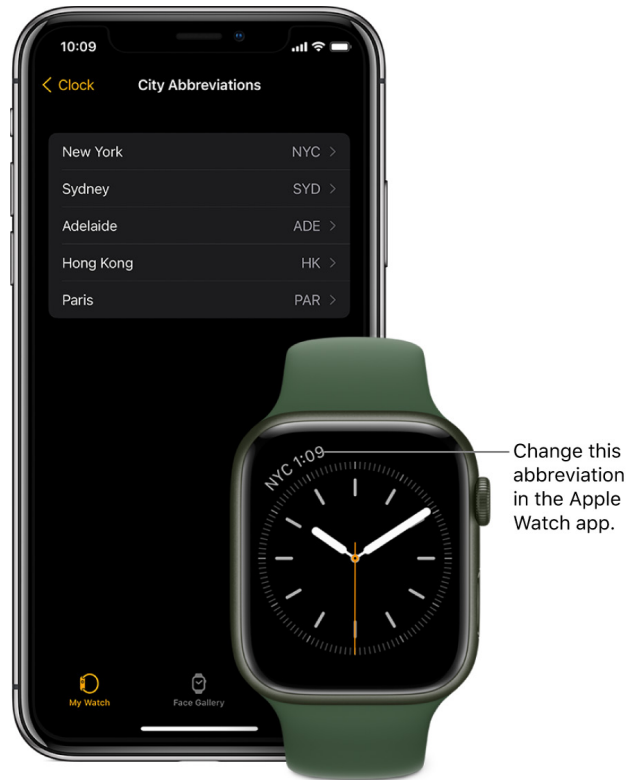 10:09
Clock City Abbreviations
New York NYC
Sydney SYD
Adelaide ADE
Hong Kong HK
Paris PAR
NYC 1:09
Change this
abbreviation
in the Apple
Watch app.
My Watch Face Gallery